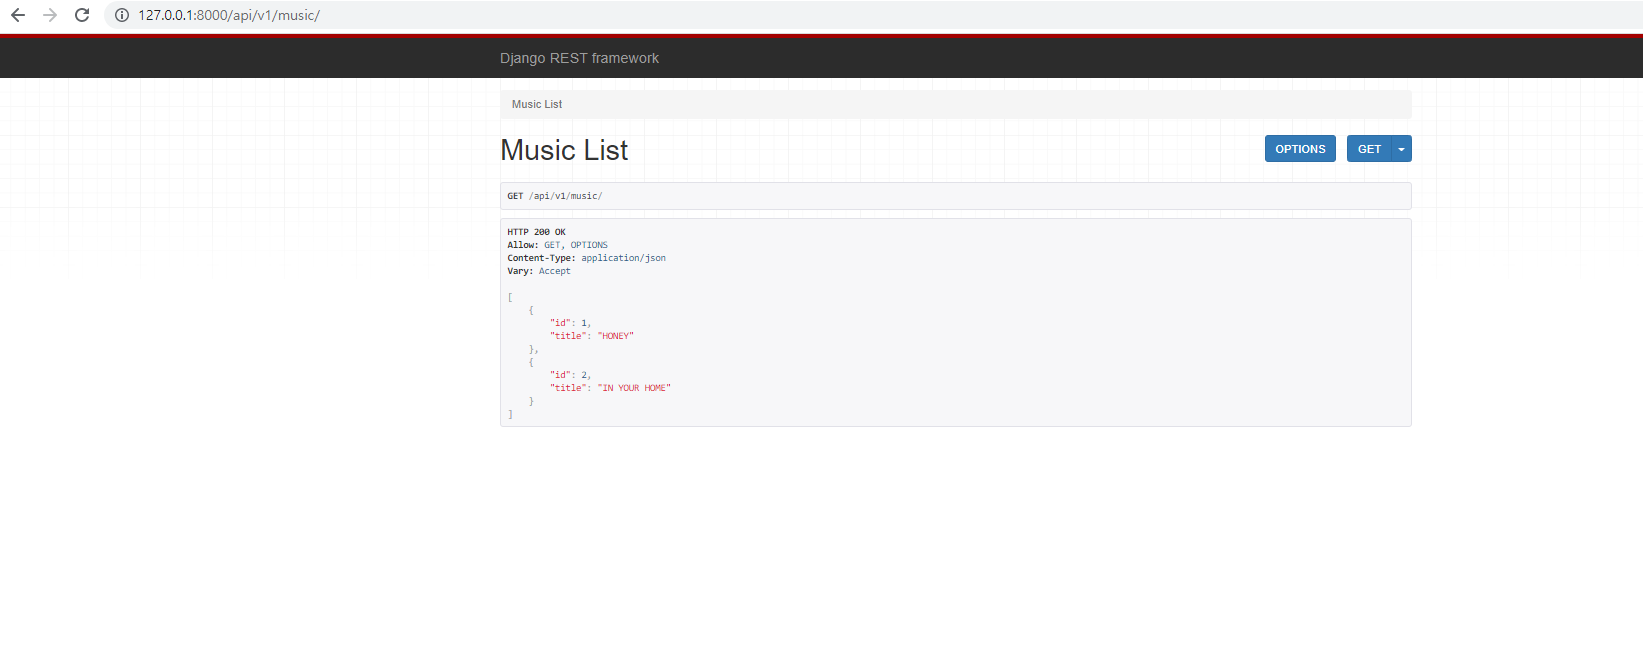 127.0.0.1:8000/api/v1/music/
Django REST framework
Music List
Music List
OPTIONS
GET
GET /api/v1/music/
HTTP 200 OK
Allow: GET, OPTIONS
Content-Type: application/json
Vary: Accept
[
    {
        "id": 1,
        "title": "HONEY"
    },
    {
        "id": 2,
        "title": "IN YOUR HOME"
    }
]